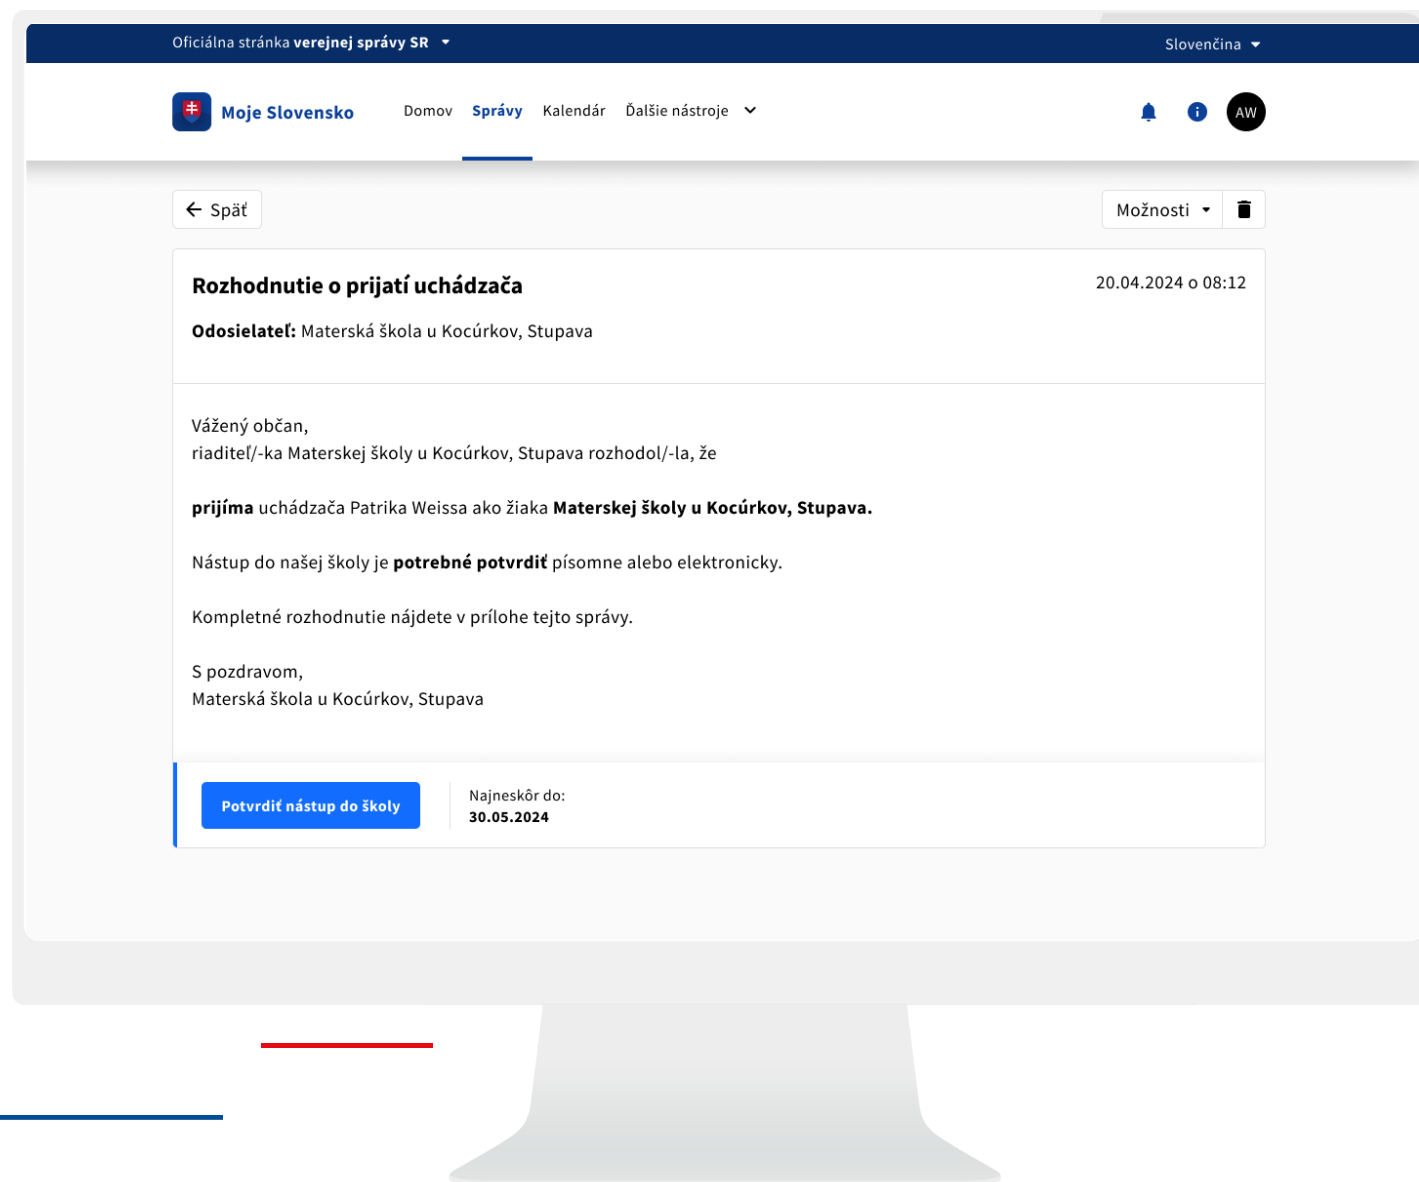 Oficiálna stránka verejnej správy SR
Slovenčina
Moje Slovensko
Domov
Správy
Kalendár
Ďalšie nástroje
AW
Späť
Možnosti
Rozhodnutie o prijatí uchádzača
20.04.2024 o 08:12
Odosielateľ: Materská škola u Kocúrkov, Stupava
Vážený občan,
riaditeľ/-ka Materskej školy u Kocúrkov, Stupava rozhodol/-la, že
prijíma uchádzača Patrika Weissa ako žiaka Materskej školy u Kocúrkov, Stupava.
Nástup do našej školy je potrebné potvrdiť písomne alebo elektronicky.
Kompletné rozhodnutie nájdete v prílohe tejto správy.
S pozdravom,
Materská škola u Kocúrkov, Stupava
Potvrdiť nástup do školy
Najneskôr do:
30.05.2024